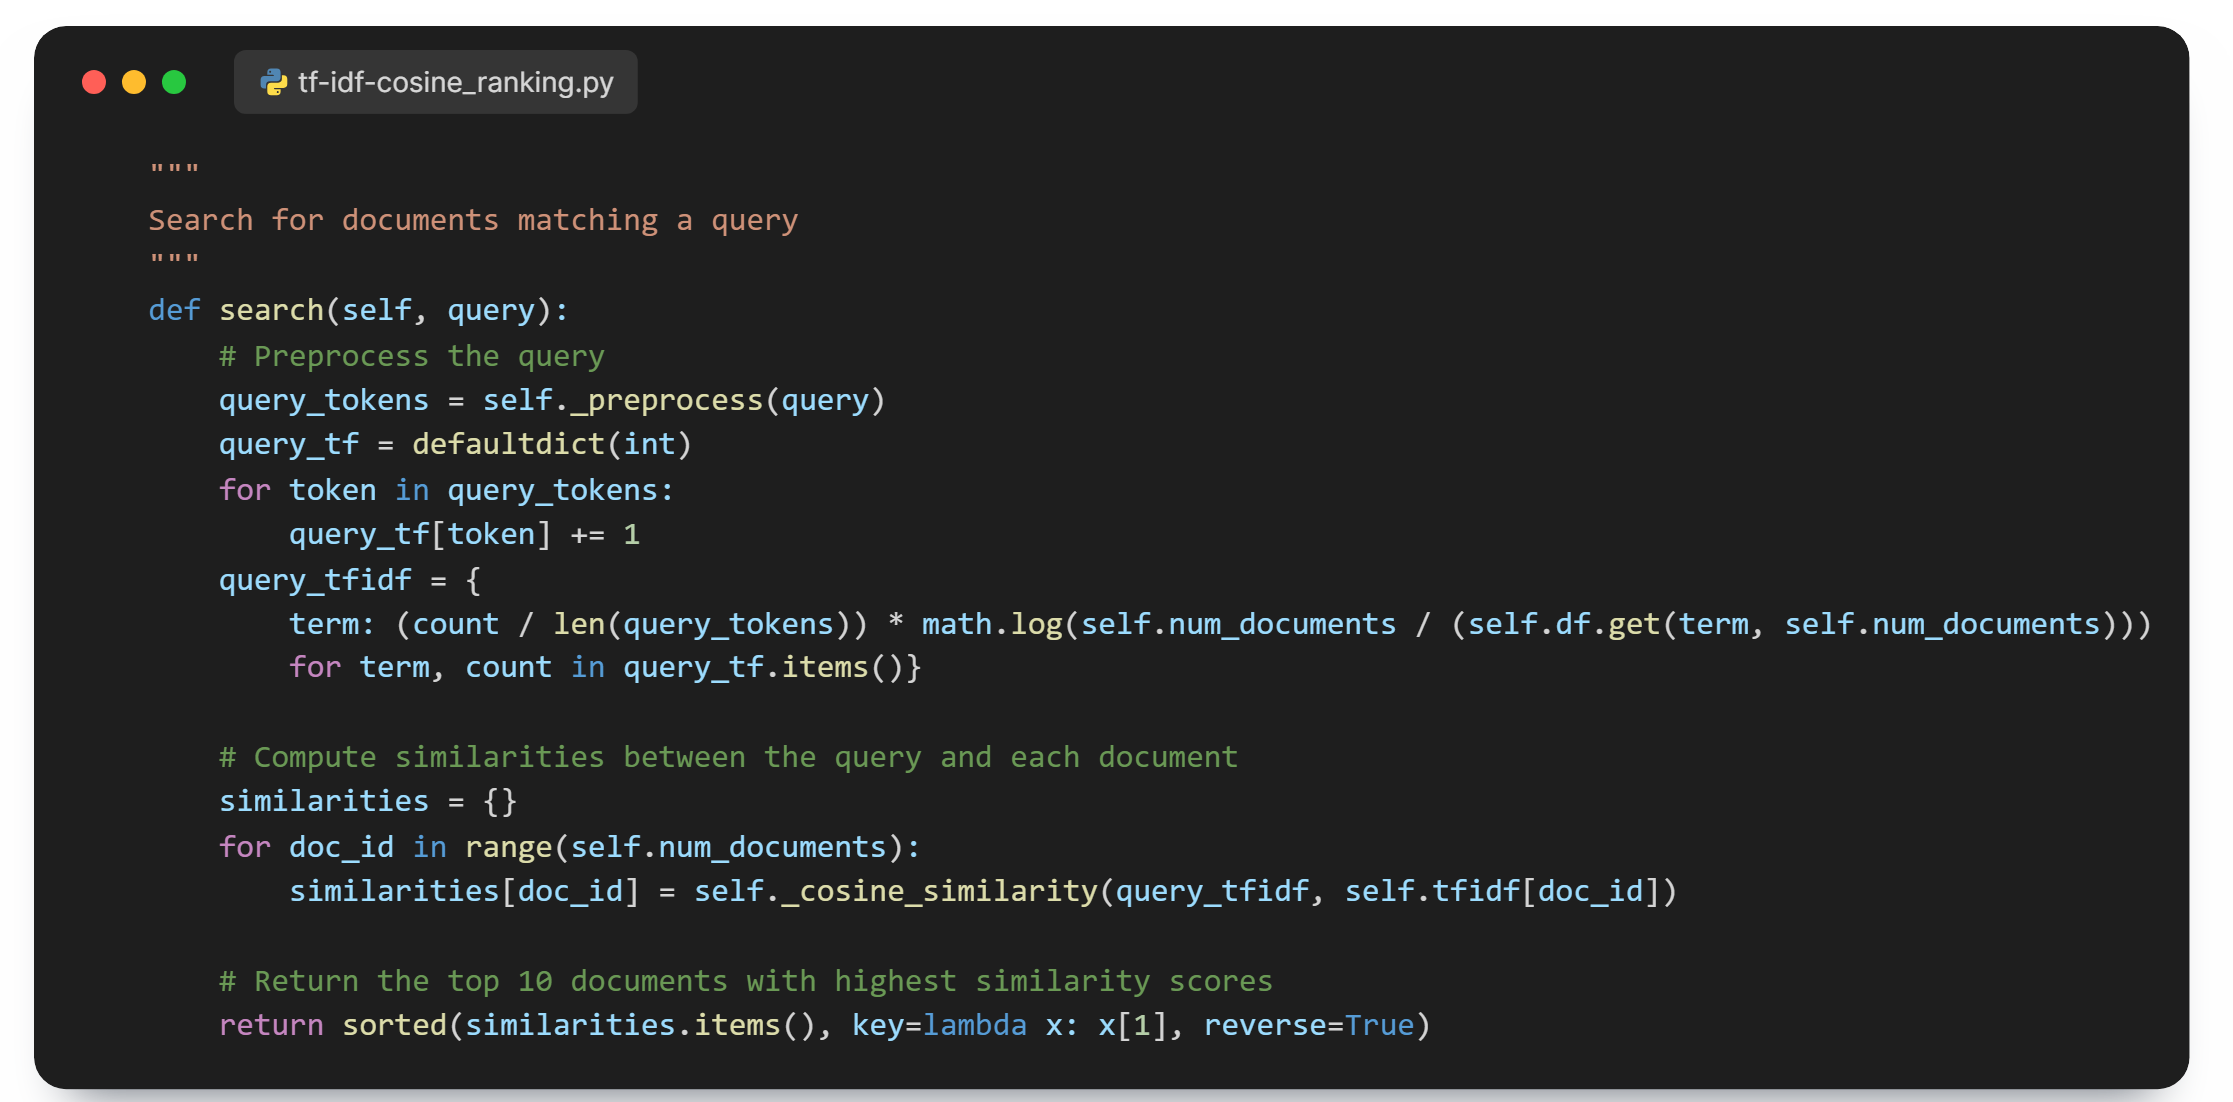 tf-idf-cosine_ranking.py
"""
Search for documents matching a query
"""
def search(self, query):
    # Preprocess the query
    query_tokens = self._preprocess(query)
    query_tf = defaultdict(int)
    for token in query_tokens:
        query_tf[token] += 1
    query_tfidf = {
        term: (count / len(query_tokens)) * math.log(self.num_documents / (self.df.get(term, self.num_documents)))
        for term, count in query_tf.items()}

    # Compute similarities between the query and each document
    similarities = {}
    for doc_id in range(self.num_documents):
        similarities[doc_id] = self._cosine_similarity(query_tfidf, self.tfidf[doc_id])

    # Return the top 10 documents with highest similarity scores
    return sorted(similarities.items(), key=lambda x: x[1], reverse=True)